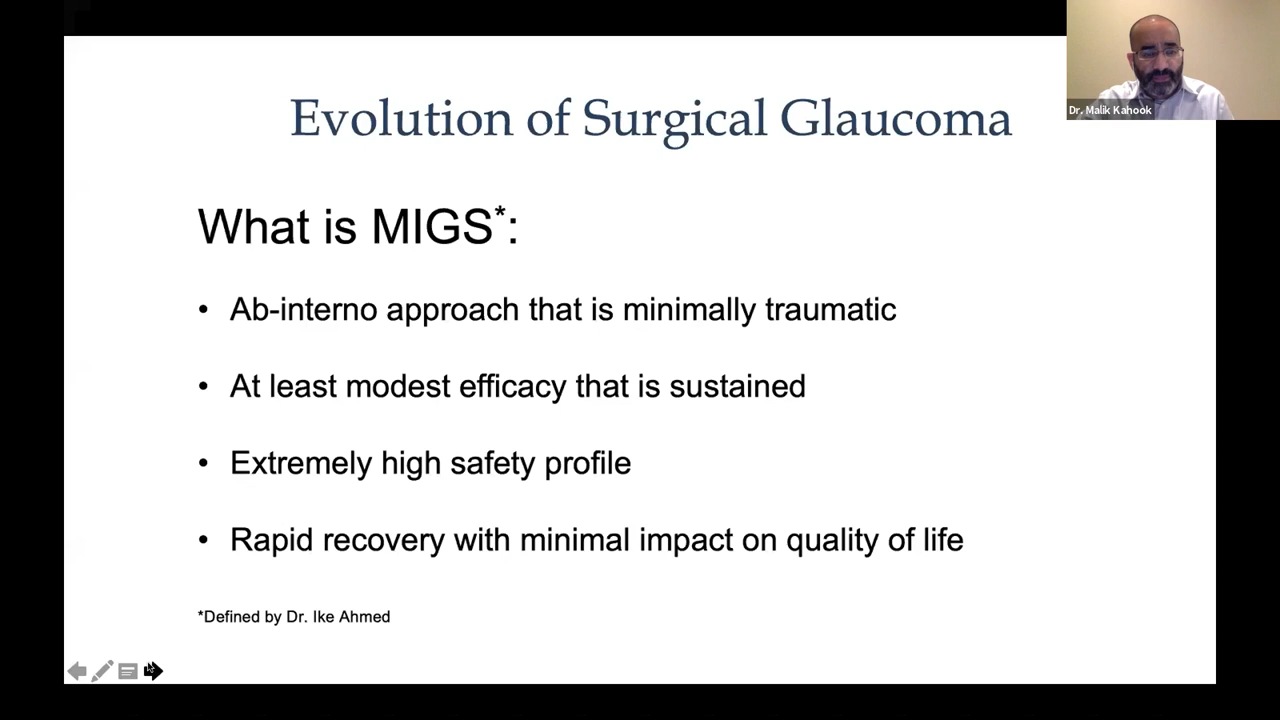 Evolution of Surgical Glaucoma
Dr. Malik Kahook
What is MIGS*:
• Ab-interno approach that is minimally traumatic
• At least modest efficacy that is sustained
• Extremely high safety profile
• Rapid recovery with minimal impact on quality of life
*Defined by Dr. Ike Ahmed